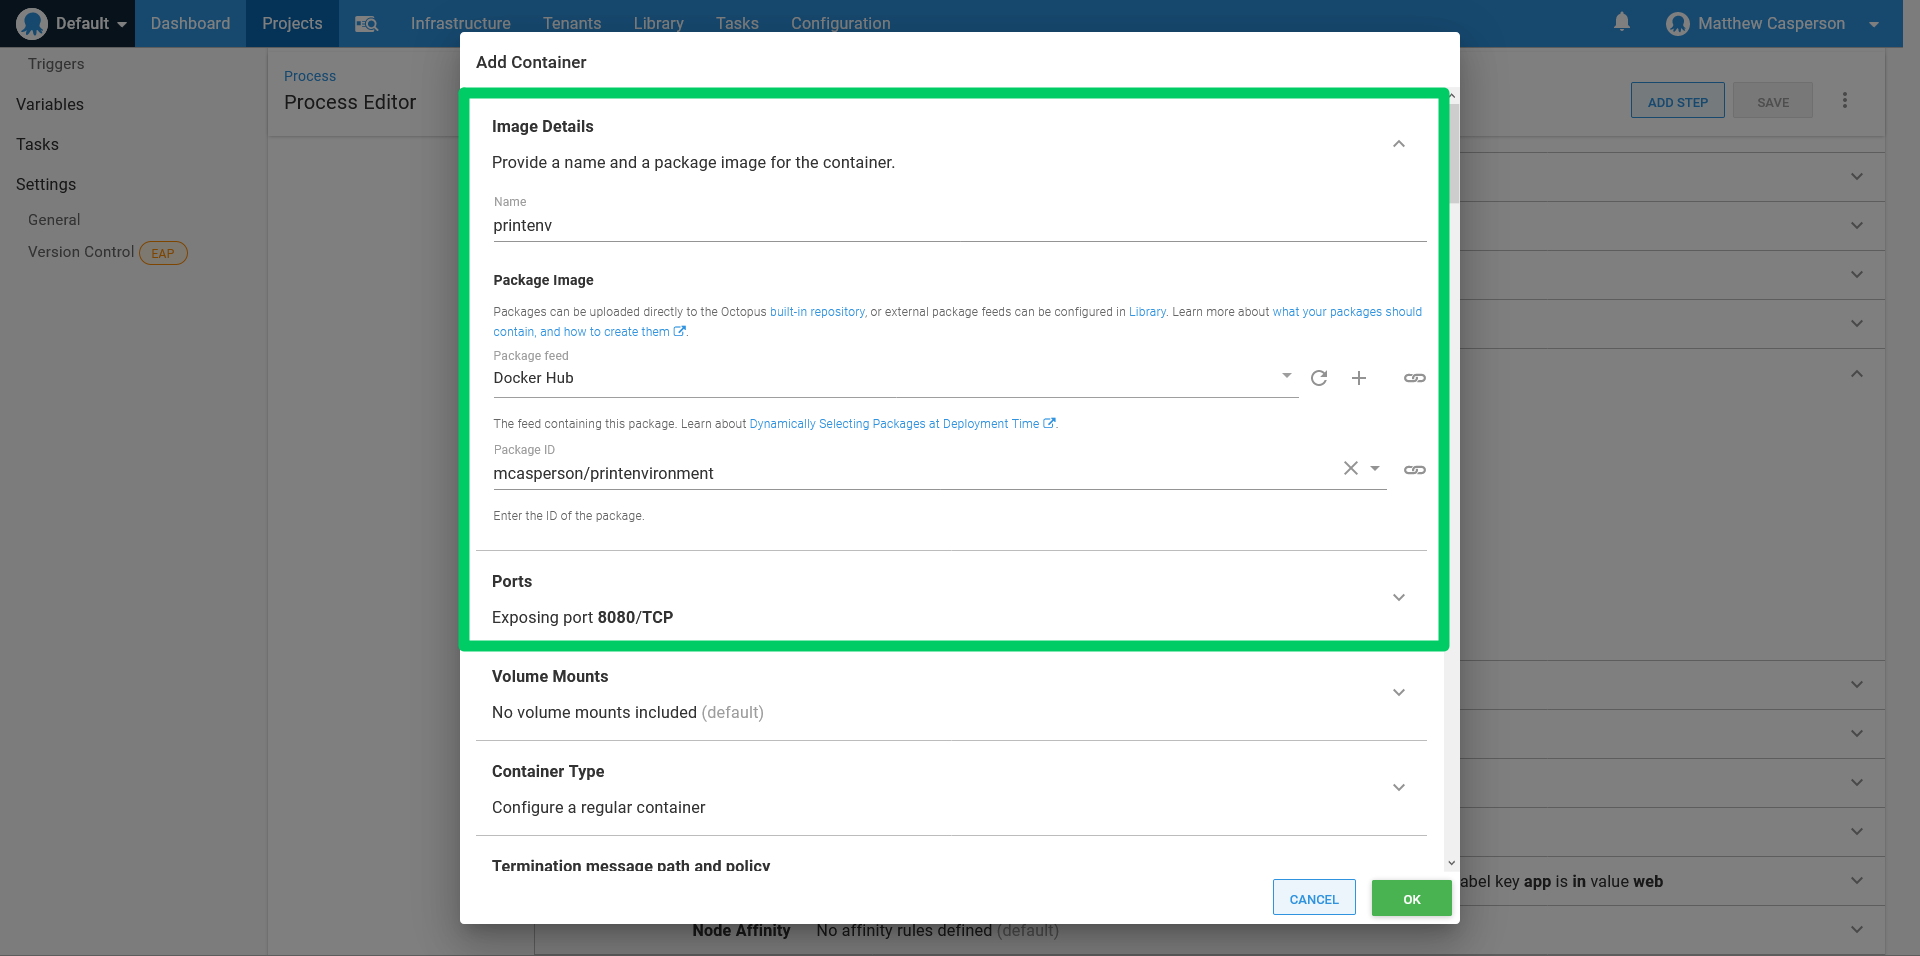 Default
Dashboard
Projects
Infrastructure
Tenants
Library
Tasks
Configuration
Matthew Casperson
Triggers
Variables
Tasks
Settings
General
Version Control EAP
Process
Process Editor
ADD STEP
SAVE
Add Container
Image Details
Provide a name and a package image for the container.
Name
printenv
Package Image
Packages can be uploaded directly to the Octopus built-in repository, or external package feeds can be configured in Library. Learn more about what your packages should
contain, and how to create them.
Package feed
Docker Hub
The feed containing this package. Learn about Dynamically Selecting Packages at Deployment Time.
Package ID
mcasperson/printenvironment
Enter the ID of the package.
Ports
Exposing port 8080/TCP
Volume Mounts
No volume mounts included (default)
Container Type
Configure a regular container
Termination message path and policy
CANCEL
OK
abel key app is in value web
Node Affinity No affinity rules defined (default)